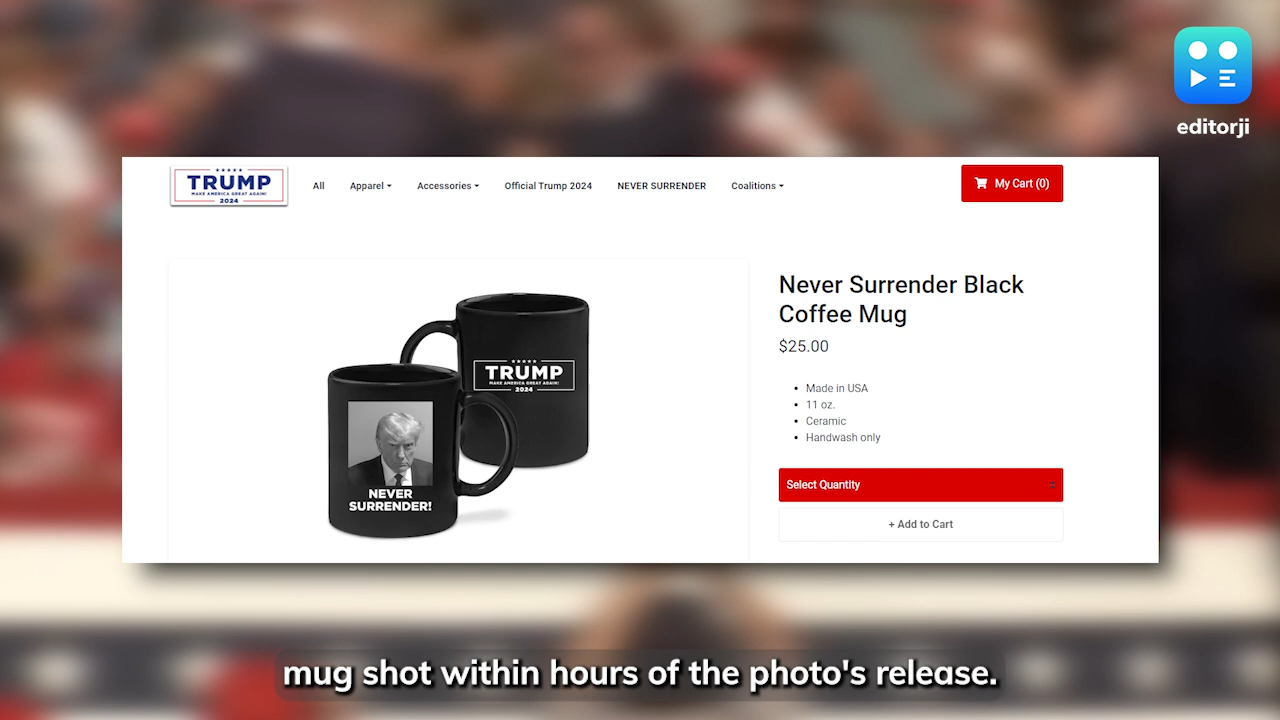 editorji
TRUMP
MAKE AMERICA GREAT AGAIN!
2024
All
Apparel
Accessories
Official Trump 2024
NEVER SURRENDER
Coalitions
My Cart (0)
TRUMP
MAKE AMERICA GREAT AGAIN!
2024
NEVER
SURRENDER!
Never Surrender Black
Coffee Mug
$25.00
Made in USA
11 oz.
Ceramic
Handwash only
Select Quantity
+ Add to Cart
mug shot within hours of the photo's release.